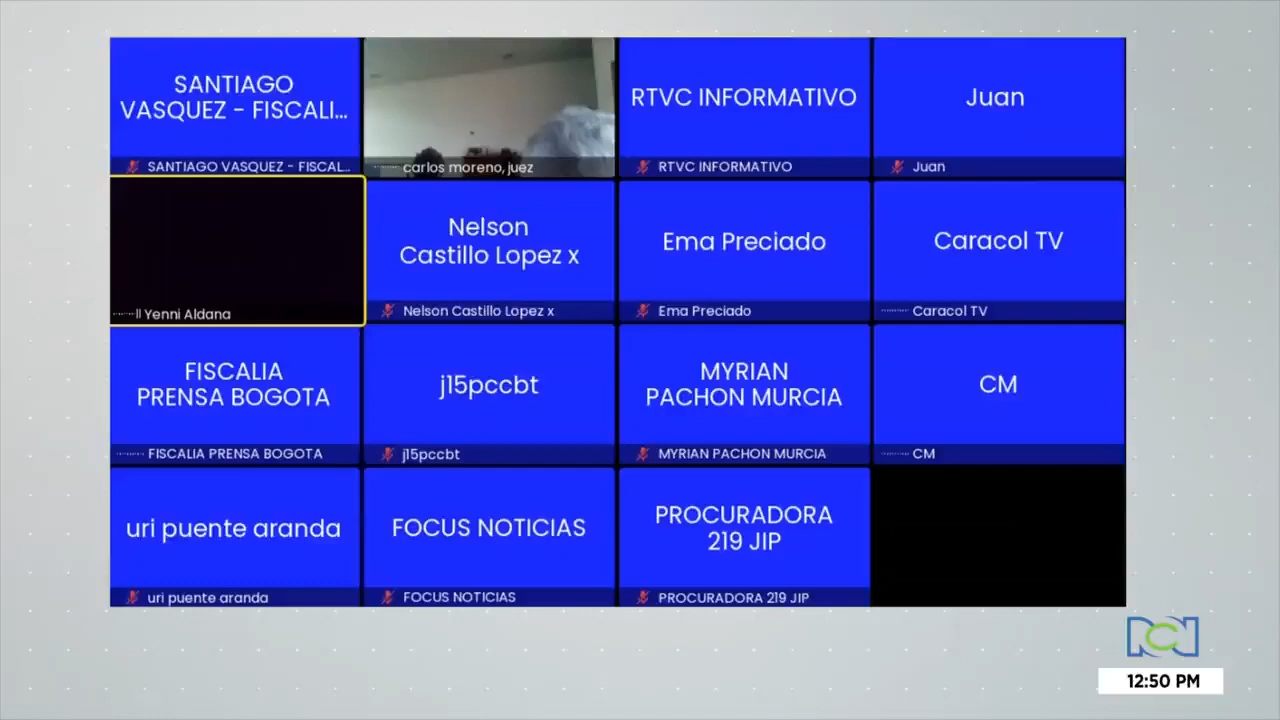 SANTIAGO
VASQUEZ - FISCALI...
SANTIAGO VASQUEZ - FISCAL...
carlos moreno, juez
RTVC INFORMATIVO
RTVC INFORMATIVO
Juan
Juan
Yenni Aldana
Nelson
Castillo Lopez x
Nelson Castillo Lopez x
Ema Preciado
Ema Preciado
Caracol TV
Caracol TV
FISCALIA
PRENSA BOGOTA
FISCALIA PRENSA BOGOTA
j15pccbt
j15pccbt
MYRIAN
PACHON MURCIA
MYRIAN PACHON MURCIA
CM
CM
uri puente aranda
uri puente aranda
FOCUS NOTICIAS
FOCUS NOTICIAS
PROCURADORA
219 JIP
PROCURADORA 219 JIP
RCN
12:50 PM